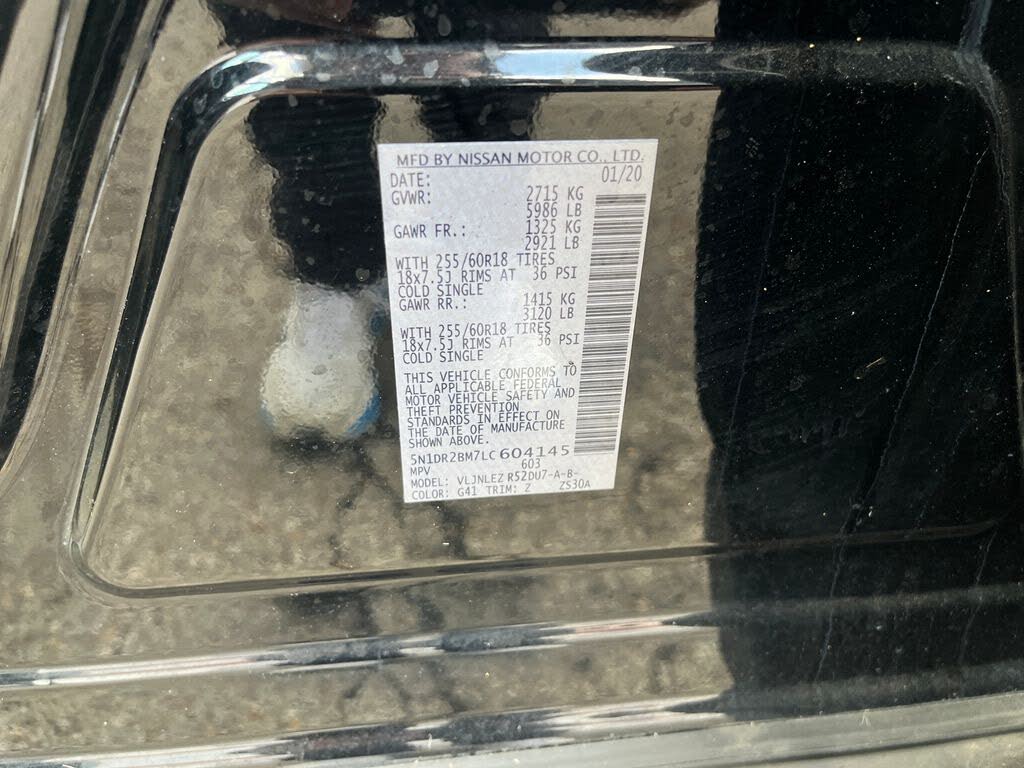 MFD BY NISSAN MOTOR CO., LTD.
DATE: 01/20
GVWR: 2715 KG
5986 LB
GAWR FR.: 1325 KG
2921 LB
WITH 255/60R18 TIRES
18x7.5J RIMS AT 36 PSI
COLD SINGLE
GAWR RR.: 1415 KG
3120 LB
WITH 255/60R18 TIRES
18x7.5J RIMS AT 36 PSI
COLD SINGLE
THIS VEHICLE CONFORMS TO
ALL APPLICABLE FEDERAL
MOTOR VEHICLE SAFETY AND
THEFT PREVENTION
STANDARDS IN EFFECT ON
THE DATE OF MANUFACTURE
SHOWN ABOVE.
5N1DR2BM7LC604145
MPV 603
MODEL: VLJNLEZ R52DU7-A-B-
COLOR: G41 TRIM: Z ZS30A